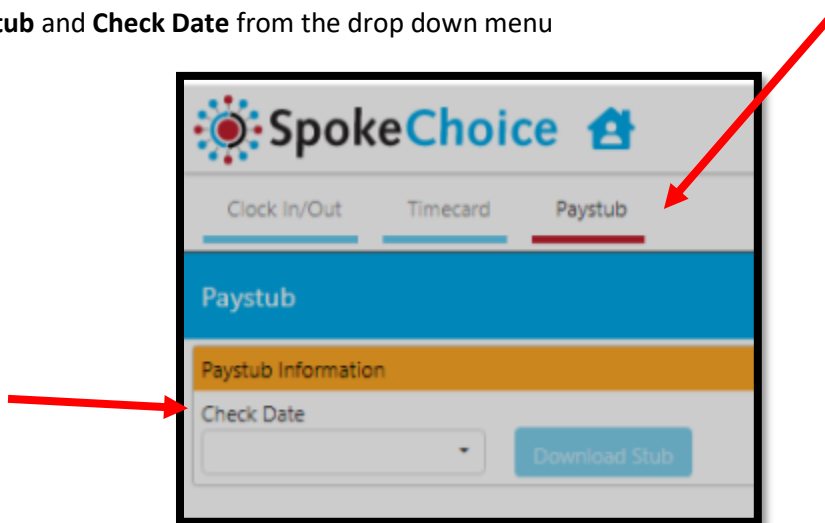 tub and Check Date from the drop down menu
SpokeChoice
Clock In/Out Timecard Paystub
Paystub
Paystub Information
Check Date
Download Stub